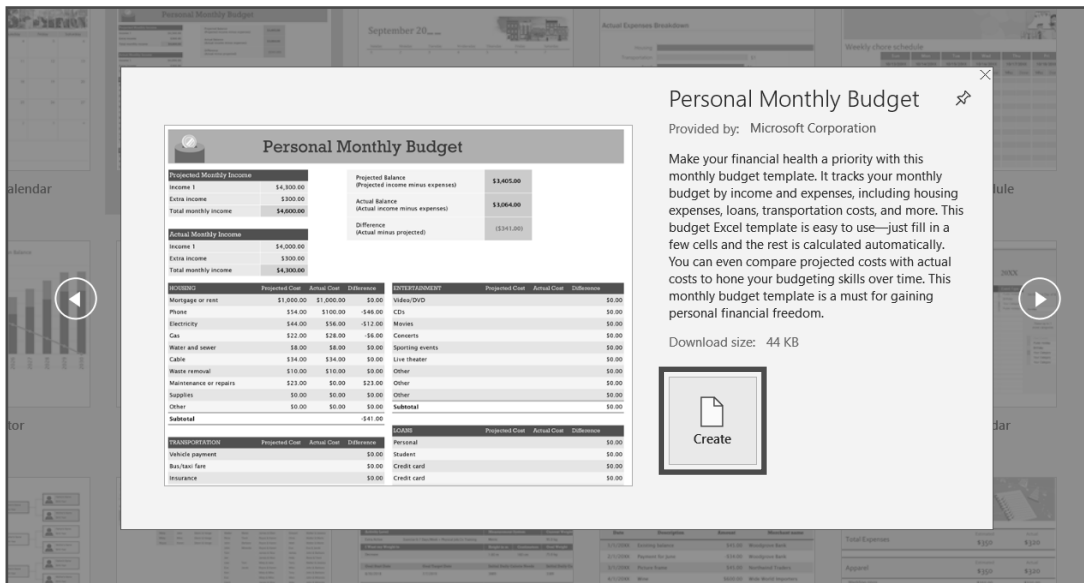 Personal Monthly Budget
September 20
Actual Expenses Breakdown
Weekly chore schedule
alendar
dule
tor
dar
Personal Monthly Budget
Provided by: Microsoft Corporation
Make your financial health a priority with this
monthly budget template. It tracks your monthly
budget by income and expenses, including housing
expenses, loans, transportation costs, and more. This
budget Excel template is easy to use—just fill in a
few cells and the rest is calculated automatically.
You can even compare projected costs with actual
costs to hone your budgeting skills over time. This
monthly budget template is a must for gaining
personal financial freedom.
Download size: 44 KB
Create
Personal Monthly Budget
Projected Monthly Income
Income 1 $4,300.00
Extra income $300.00
Total monthly income $4,600.00
Actual Monthly Income
Income 1 $4,000.00
Extra income $300.00
Total monthly income $4,300.00
Projected Balance
(Projected income minus expenses) $3,405.00
Actual Balance
(Actual income minus expenses) $3,064.00
Difference
(Actual minus projected) ($341.00)
HOUSING Projected Cost Actual Cost Difference
Mortgage or rent $1,000.00 $1,000.00 $0.00
Phone $54.00 $100.00 -$46.00
Electricity $44.00 $56.00 -$12.00
Gas $22.00 $28.00 -$6.00
Water and sewer $8.00 $8.00 $0.00
Cable $34.00 $34.00 $0.00
Waste removal $10.00 $10.00 $0.00
Maintenance or repairs $23.00 $0.00 $23.00
Supplies $0.00 $0.00 $0.00
Other $0.00 $0.00 $0.00
Subtotal -$41.00
TRANSPORTATION Projected Cost Actual Cost Difference
Vehicle payment $0.00
Bus/taxi fare $0.00
Insurance $0.00
ENTERTAINMENT Projected Cost Actual Cost Difference
Video/DVD $0.00
CDs $0.00
Movies $0.00
Concerts $0.00
Sporting events $0.00
Live theater $0.00
Other $0.00
Other $0.00
Other $0.00
Subtotal $0.00
LOANS Projected Cost Actual Cost Difference
Personal $0.00
Student $0.00
Credit card $0.00
Credit card $0.00
Date Description Amount
Total Expenses $350 $520
Apparel $350 $520